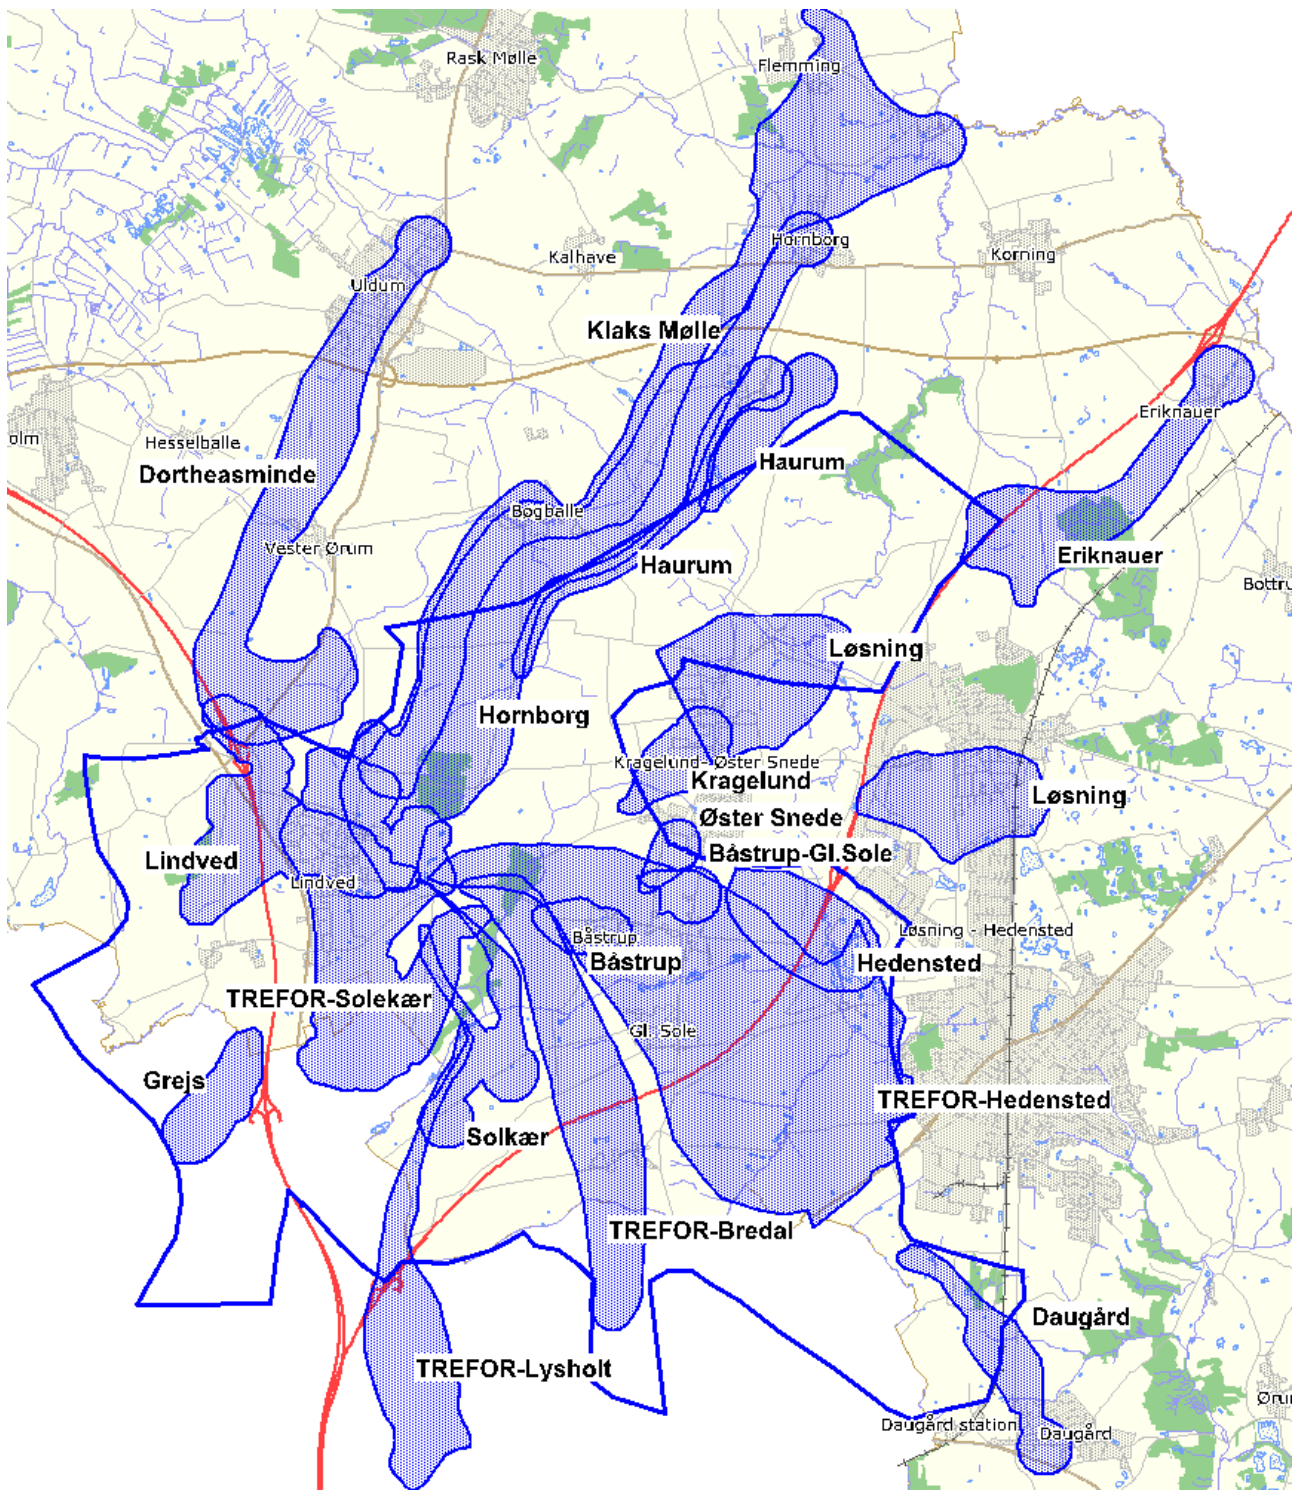 Rask Mølle
Flemming
Hornborg
Kalhave
Korning
Uldum
Klaks Mølle
Eriknauer
olm
Hesselballe
Dortheasminde
Haurum
Bøgballe
Vester Ørum
Haurum
Eriknauer
Bottru
Løsning
Hornborg
Kragelund- Øster Snede
Kragelund
Løsning
Øster Snede
Båstrup-Gl.Sole
Lindved
Lindved
Løsning - Hedensted
Båstrup
Båstrup
Hedensted
TREFOR-Solekær
Gl. Sole
Grejs
TREFOR-Hedensted
Solkær
TREFOR-Bredal
Daugård
TREFOR-Lysholt
Ørum
Daugård station
Daugård